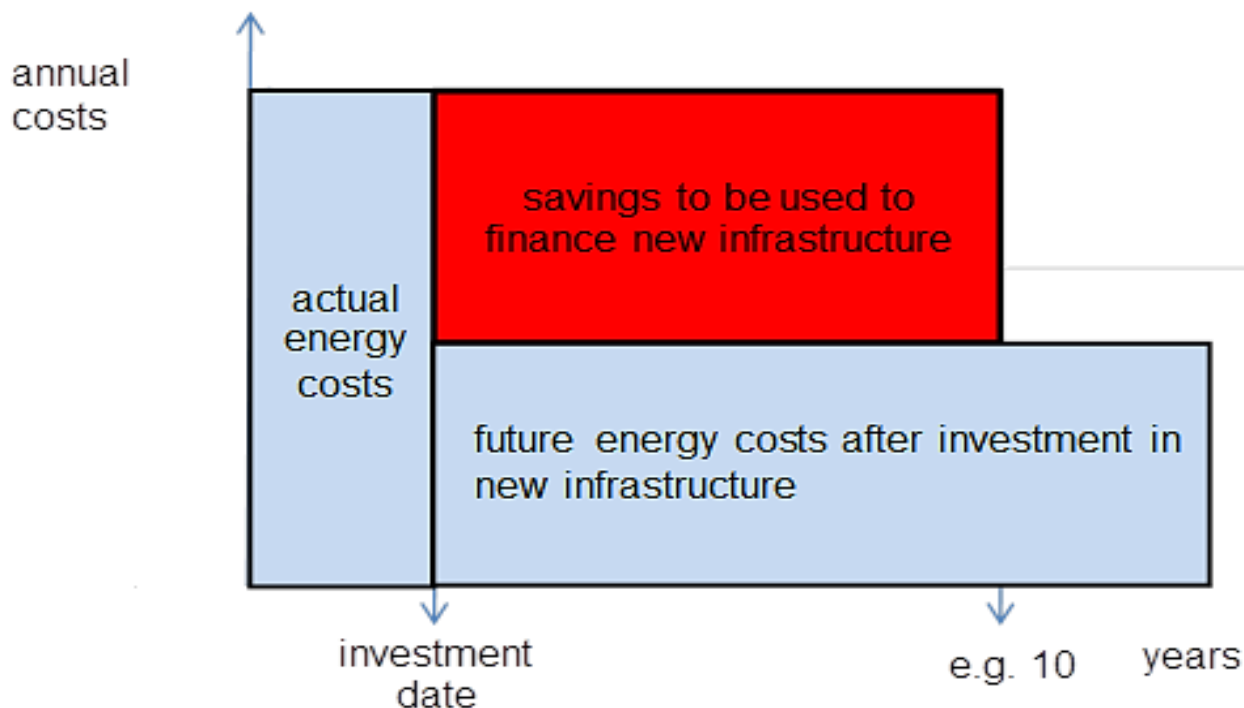 annual
costs
savings to be used to
finance new infrastructure
actual
energy
costs
future energy costs after investment in
new infrastructure
investment
date
e.g. 10
years